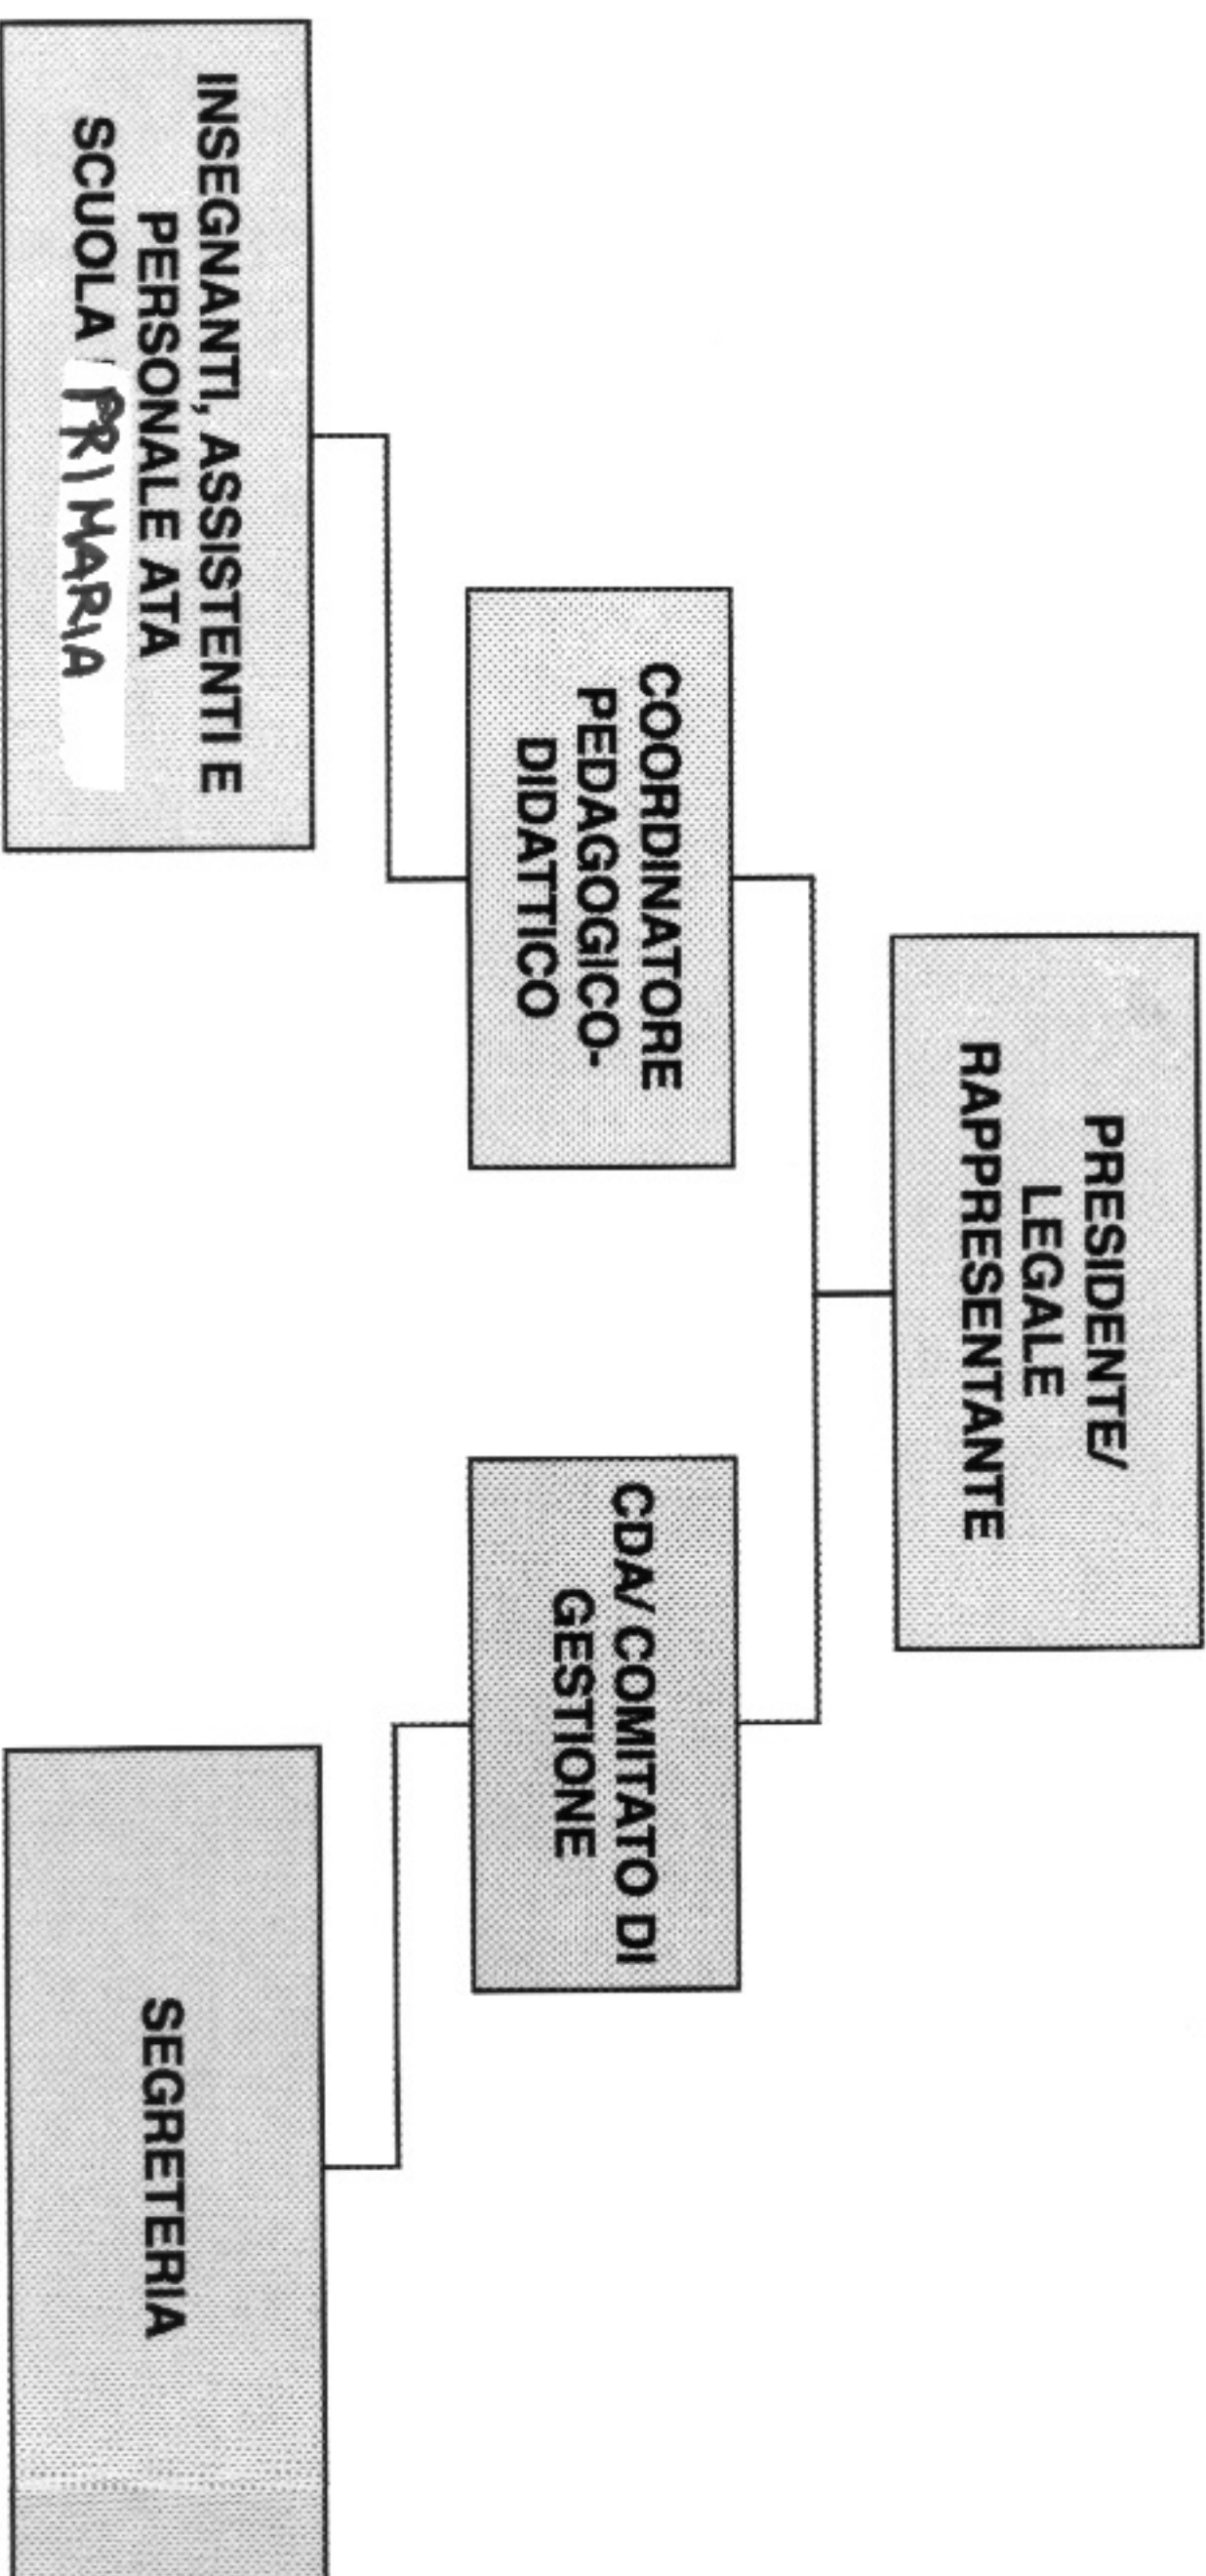 PRESIDENTE/
LEGALE
RAPPRESENTANTE
COORDINATORE
PEDAGOGICO-
DIDATTICO
CDA/ COMITATO DI
GESTIONE
INSEGNANTI, ASSISTENTI E
PERSONALE ATA
SCUOLA PRIMARIA
SEGRETERIA